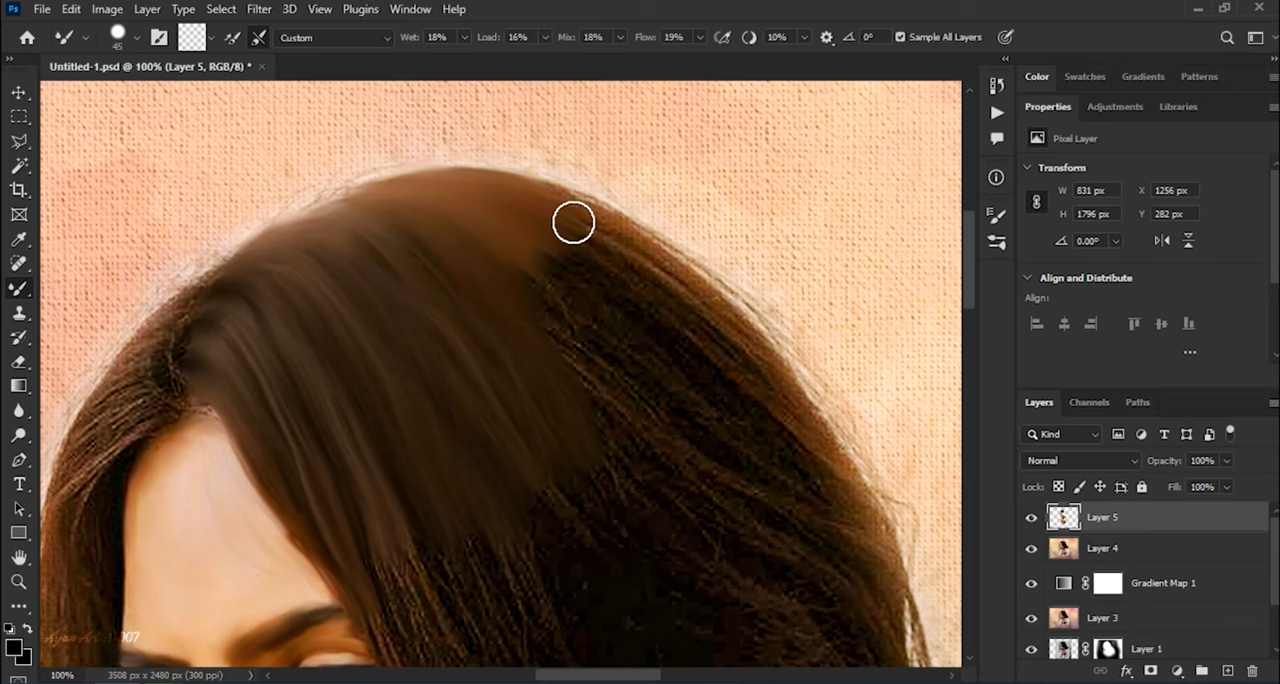 Ps File Edit Image Layer Type Select Filter 3D View Plugins Window Help
45 Custom Wet: 18% Load: 16% Mix: 18% Flow: 19% 10% 0° Sample All Layers
Untitled-1.psd @ 100% (Layer 5, RGB/8) * ×
Color Swatches Gradients Patterns
Properties Adjustments Libraries
Pixel Layer
Transform
W 831 px X 1256 px
H 1796 px Y 282 px
0.00°
Align and Distribute
Align:
Layers Channels Paths
Kind
Normal Opacity: 100%
Lock: Fill: 100%
Layer 5
Layer 4
Gradient Map 1
Layer 3
Layer 1
100% 3508 px x 2480 px (300 ppi)